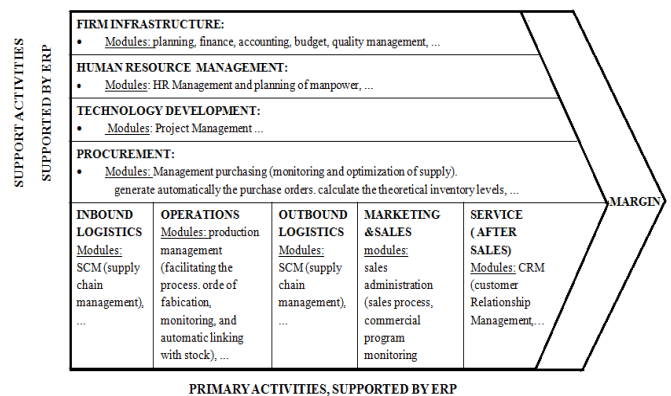 SUPPORT ACTIVITIES
SUPPORTED BY ERP
FIRM INFRASTRUCTURE:
• Modules: planning, finance, accounting, budget, quality management, ...
HUMAN RESOURCE MANAGEMENT:
• Modules: HR Management and planning of manpower, ...
TECHNOLOGY DEVELOPMENT:
• Modules: Project Management ...
PROCUREMENT:
• Modules: Management purchasing (monitoring and optimization of supply).
generate automatically the purchase orders. calculate the theoretical inventory levels, ...
INBOUND
LOGISTICS
Modules:
SCM (supply
chain
management),
...
OPERATIONS
Modules: production
management
(facilitating the
process. orde of
fabication,
monitoring, and
automatic linking
with stock), ...
OUTBOUND
LOGISTICS
Modules:
SCM (supply
chain
management),
...
MARKETING
&SALES
modules:
sales
administration
(sales process,
commercial
program
monitoring
SERVICE
( AFTER
SALES)
Modules: CRM
(customer
Relationship
Management,...
MARGIN
PRIMARY ACTIVITIES, SUPPORTED BY ERP